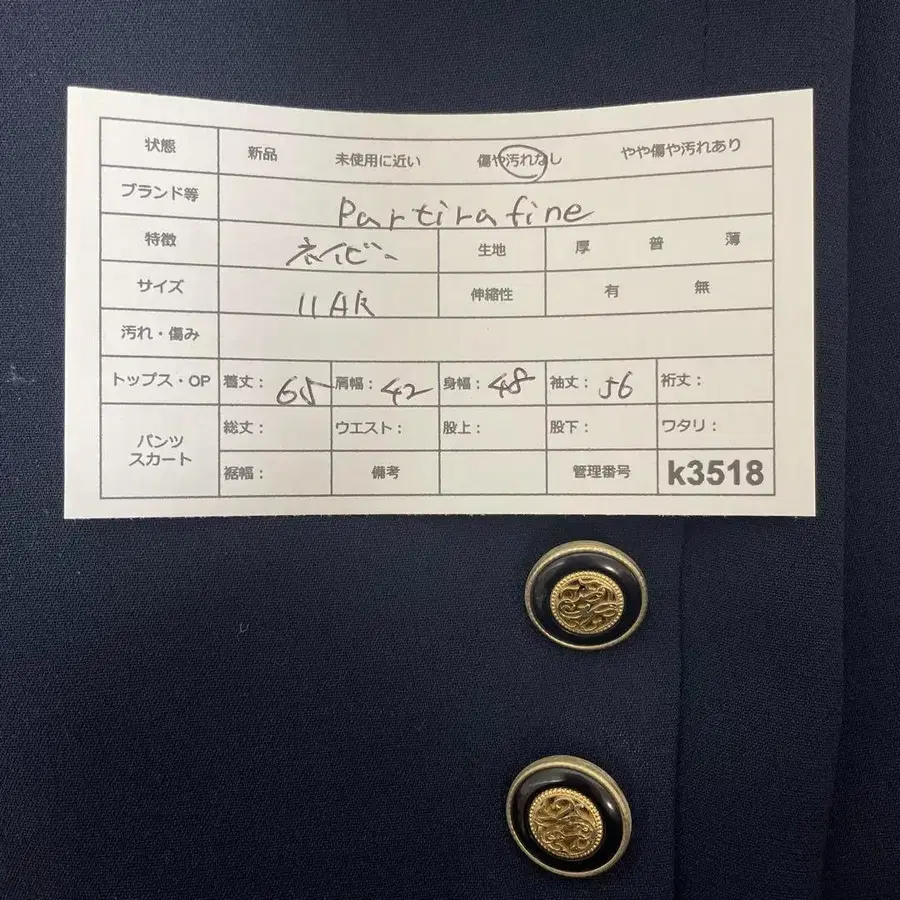 状態 新品 未使用に近い 傷や汚れなし やや傷や汚れあり
ブランド等 Partirafine
特徴 ネイビー 生地 厚 普 薄
サイズ 11AR 伸縮性 有 無
汚れ・傷み
トップス・OP 着丈: 65 肩幅: 42 身幅: 48 袖丈: 56 裄丈:
パンツ スカート 総丈: ウエスト: 股上: 股下: ワタリ:
裾幅: 備考 管理番号 k3518